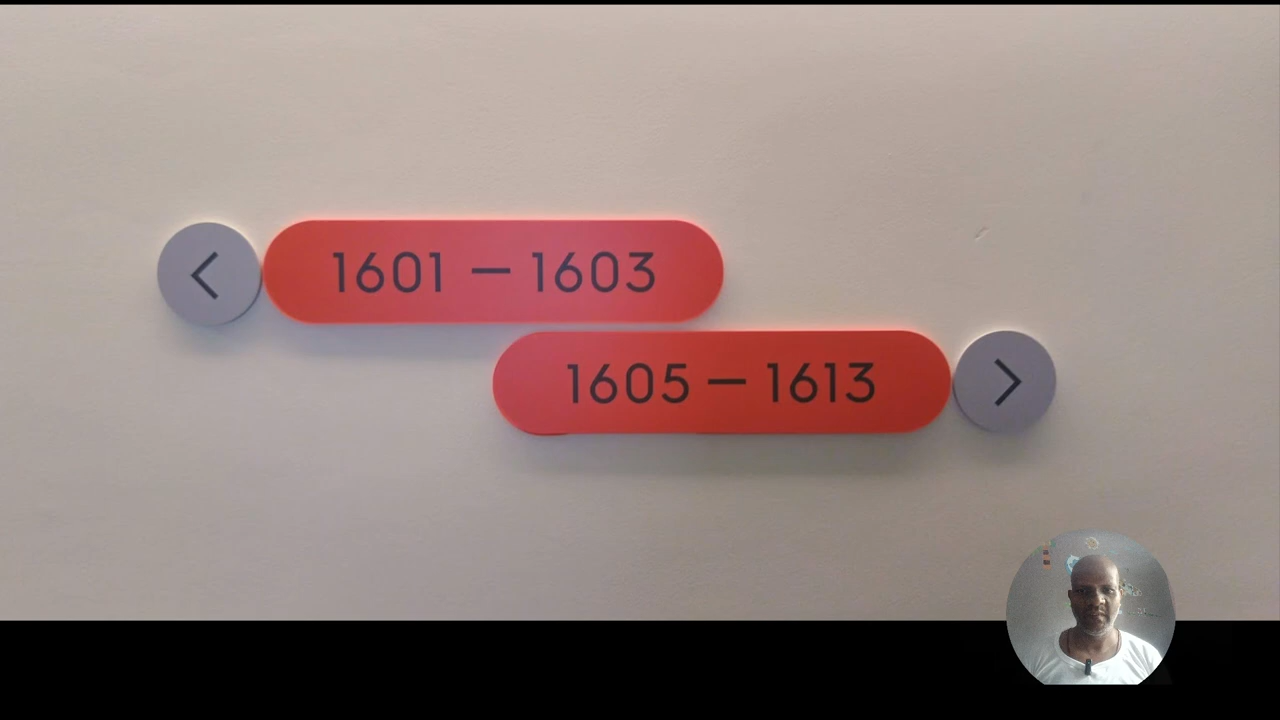 < 1601 — 1603
1605 — 1613 >